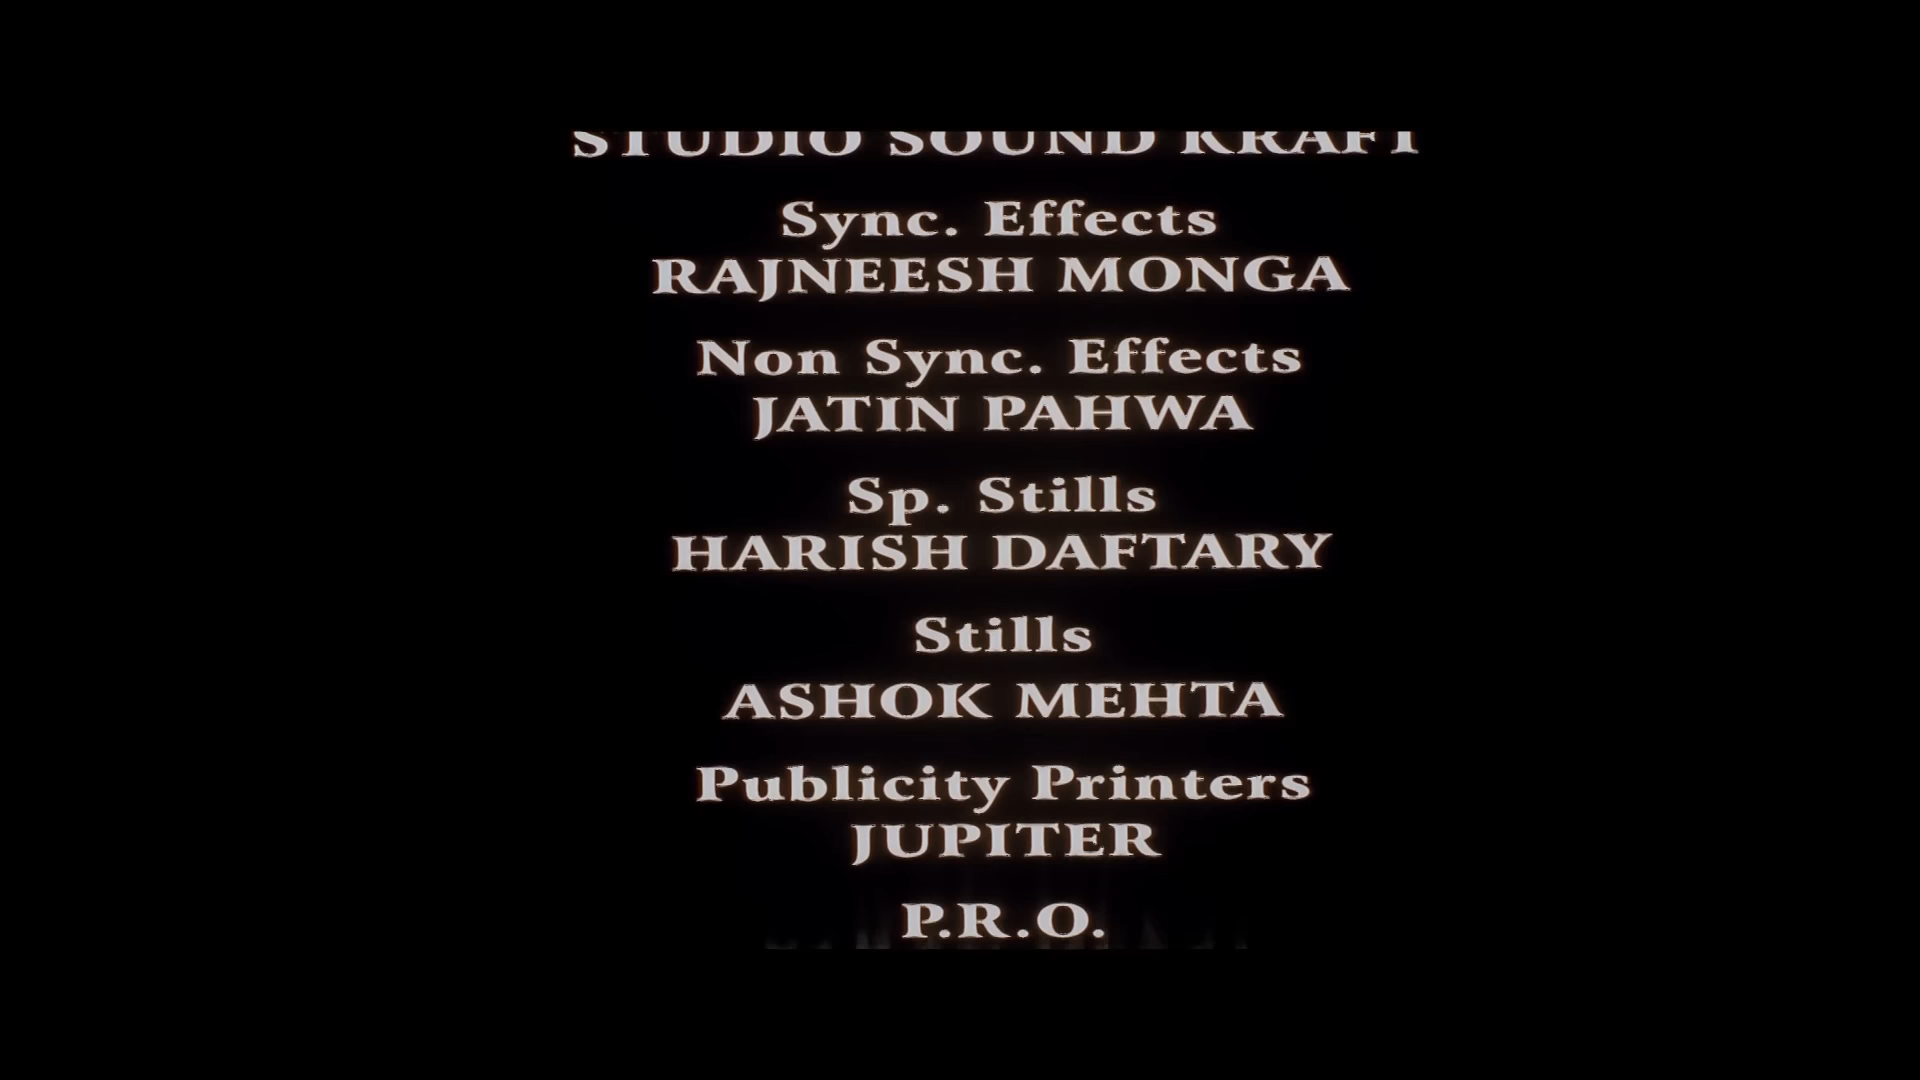 STUDIO SOUND KRAFT
Sync. Effects
RAJNEESH MONGA
Non Sync. Effects
JATIN PAHWA
Sp. Stills
HARISH DAFTARY
Stills
ASHOK MEHTA
Publicity Printers
JUPITER
P.R.O.